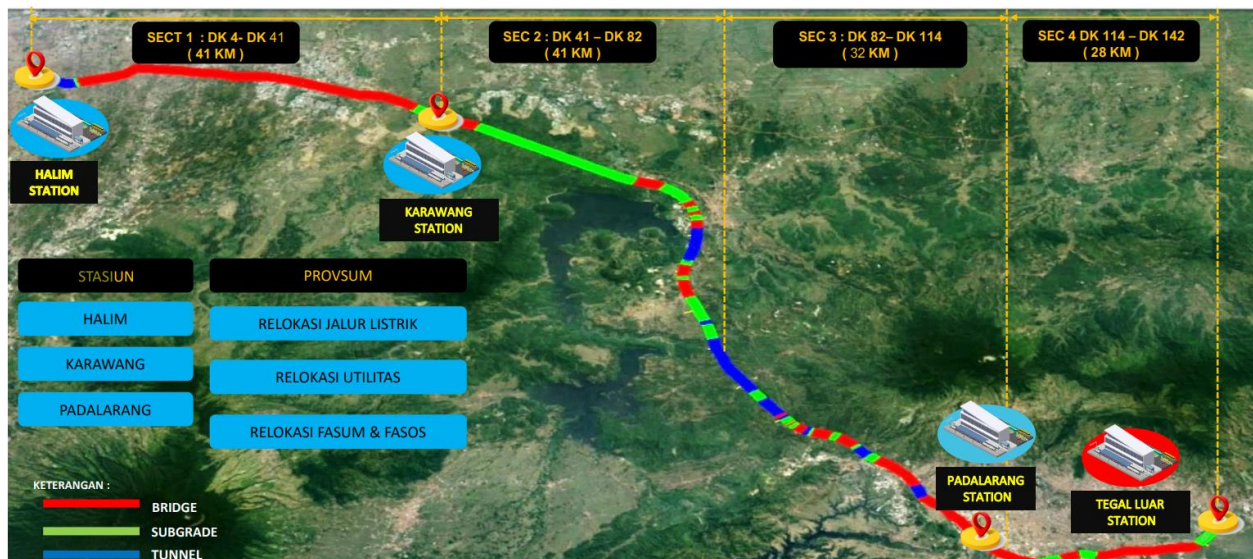 SECT 1 : DK 4- DK 41
( 41 KM )
SEC 2 : DK 41 – DK 82
( 41 KM )
SEC 3 : DK 82– DK 114
( 32 KM )
SEC 4 DK 114 – DK 142
( 28 KM )
HALIM
STATION
KARAWANG
STATION
STASIUN
HALIM
KARAWANG
PADALARANG
PROVSUM
RELOKASI JALUR LISTRIK
RELOKASI UTILITAS
RELOKASI FASUM & FASOS
PADALARANG
STATION
TEGAL LUAR
STATION
KETERANGAN :
BRIDGE
SUBGRADE
TUNNEL